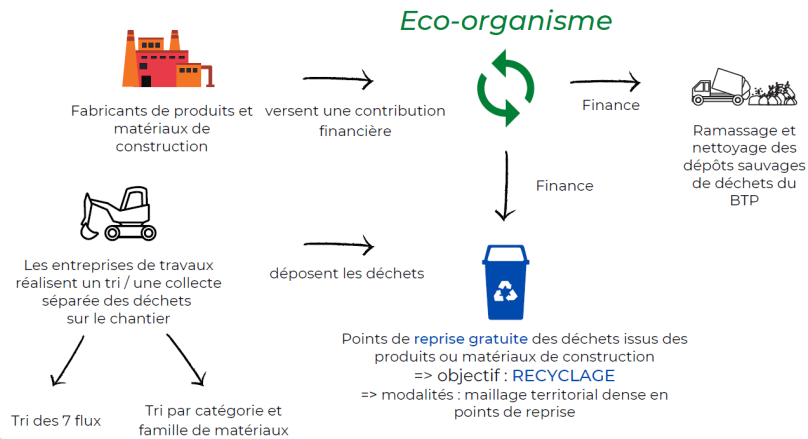 Eco-organisme
Fabricants de produits et
matériaux de
construction
versent une contribution
financière
Finance
Ramassage et
nettoyage des
dépôts sauvages
de déchets du
BTP
Finance
Les entreprises de travaux
réalisent un tri / une collecte
séparée des déchets
sur le chantier
déposent les déchets
Points de reprise gratuite des déchets issus des
produits ou matériaux de construction
=> objectif : RECYCLAGE
=> modalités : maillage territorial dense en
points de reprise
Tri des 7 flux
Tri par catégorie et
famille de matériaux